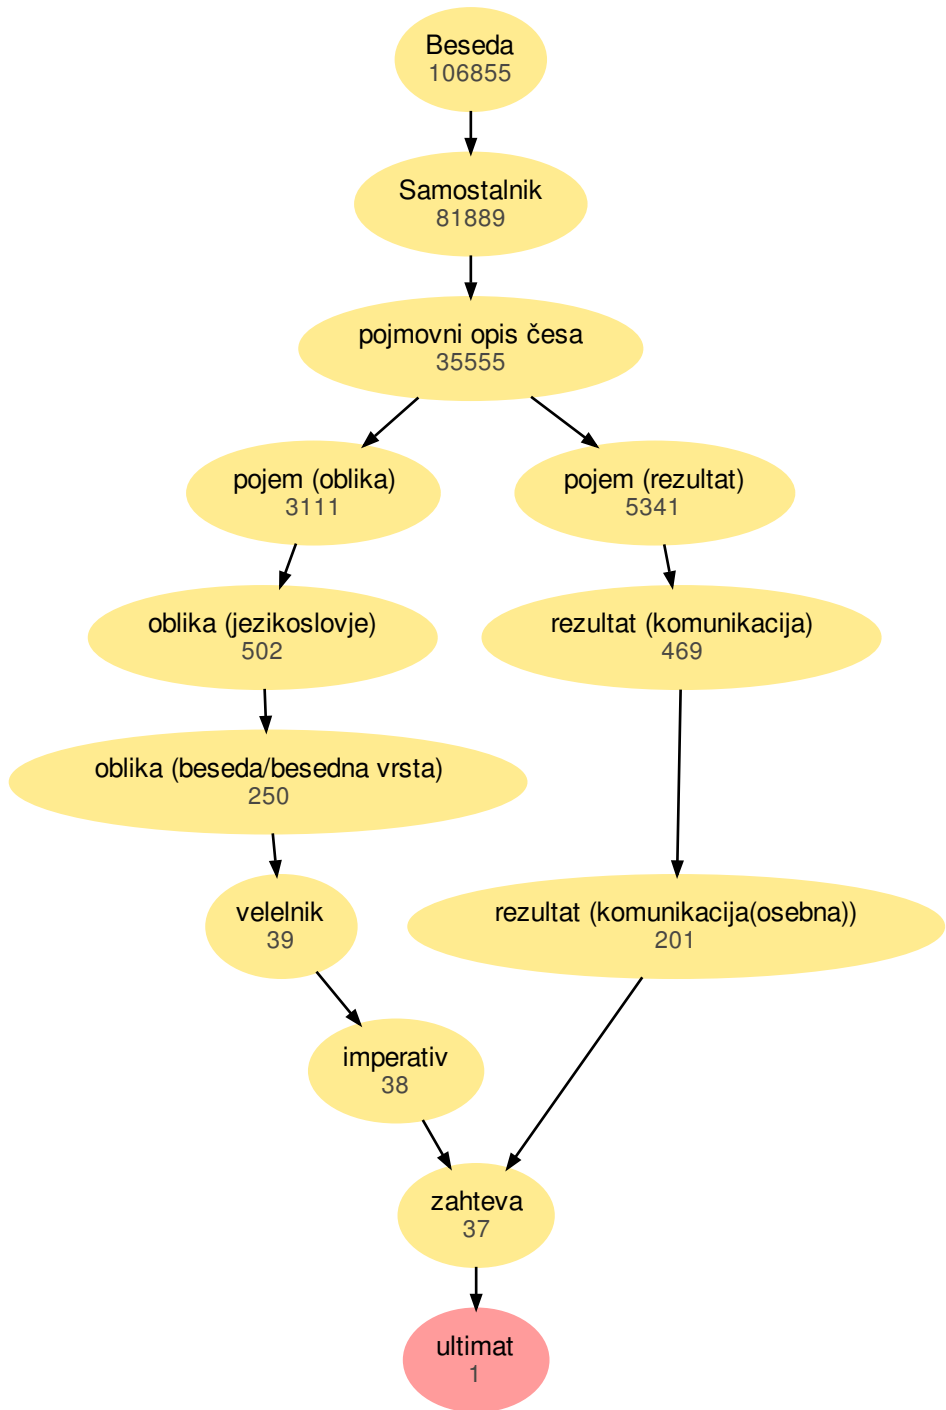 Beseda
106855
Samostalnik
81889
pojmovni opis česa
35555
pojem (oblika)
3111
pojem (rezultat)
5341
oblika (jezikoslovje)
502
rezultat (komunikacija)
469
oblika (beseda/besedna vrsta)
250
velelnik
39
rezultat (komunikacija(osebna))
201
imperativ
38
zahteva
37
ultimat
1